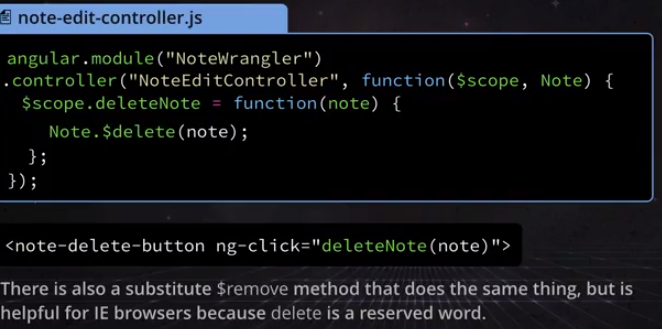 note-edit-controller.js
angular.module("NoteWrangler")
.controller("NoteEditController", function($scope, Note) {
$scope.deleteNote = function(note) {
Note.$delete(note);
};
});
<note-delete-button ng-click="deleteNote(note)">
There is also a substitute $remove method that does the same thing, but is
helpful for IE browsers because delete is a reserved word.